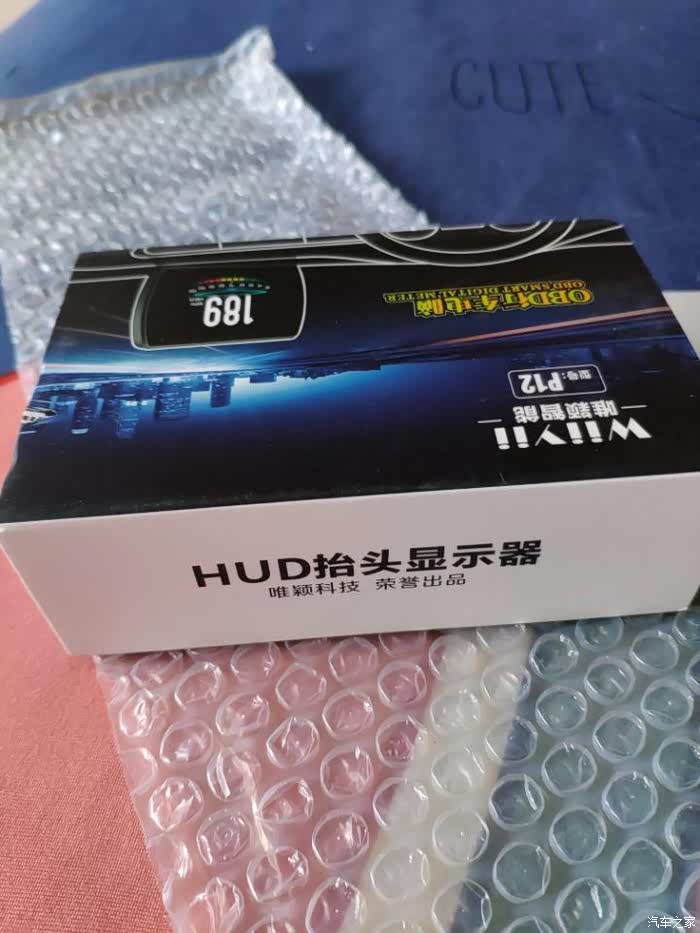 CUTE
WiiYii
唯颖智能
型号:P12
OBD行车电脑
OBD SMART DIGITAL METER
189
HUD抬头显示器
唯颖科技 荣誉出品
汽车之家